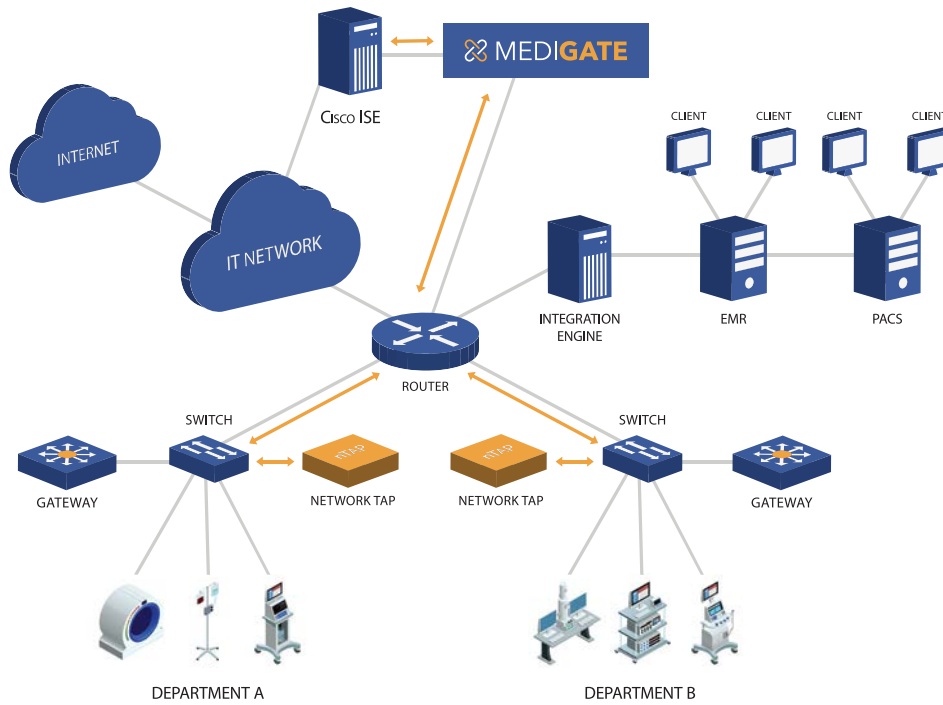 MEDIGATE
Cisco ISE
INTERNET
IT NETWORK
CLIENT
CLIENT
CLIENT
CLIENT
INTEGRATION
ENGINE
EMR
PACS
ROUTER
SWITCH
SWITCH
nTAP
nTAP
GATEWAY
NETWORK TAP
NETWORK TAP
GATEWAY
DEPARTMENT A
DEPARTMENT B